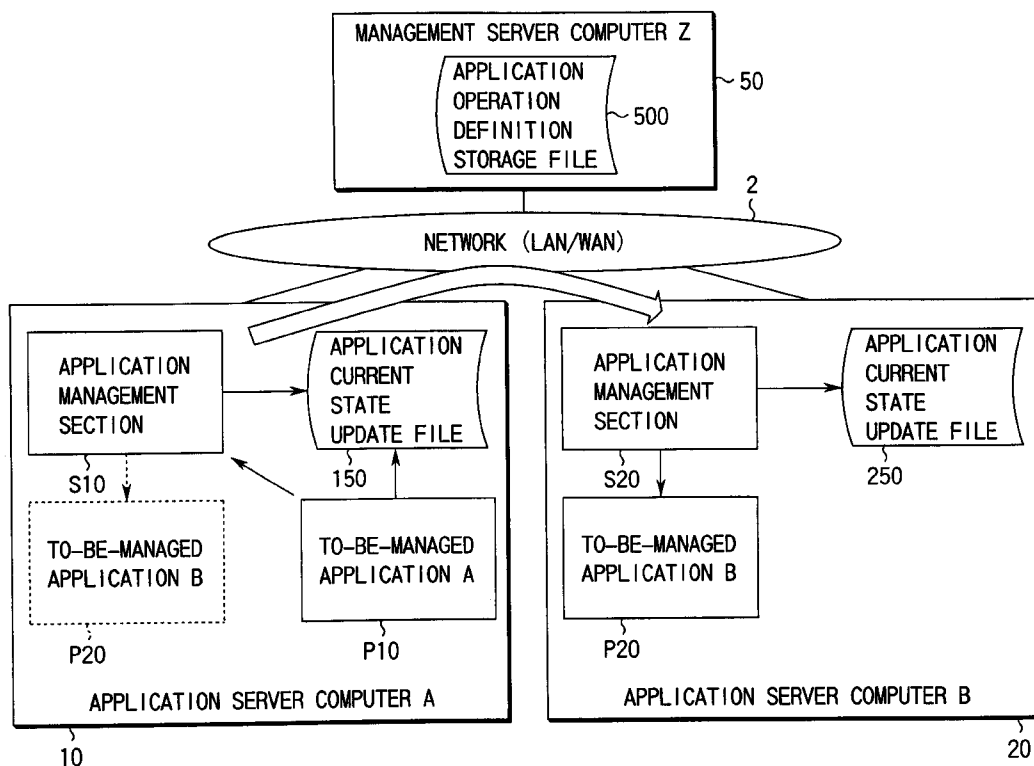 MANAGEMENT SERVER COMPUTER Z
APPLICATION
OPERATION
DEFINITION
STORAGE FILE
500
50
2
NETWORK (LAN/WAN)
APPLICATION
MANAGEMENT
SECTION
S10
APPLICATION
CURRENT
STATE
UPDATE FILE
150
TO-BE-MANAGED
APPLICATION B
P20
TO-BE-MANAGED
APPLICATION A
P10
APPLICATION SERVER COMPUTER A
10
APPLICATION
MANAGEMENT
SECTION
S20
APPLICATION
CURRENT
STATE
UPDATE FILE
250
TO-BE-MANAGED
APPLICATION B
P20
APPLICATION SERVER COMPUTER B
20